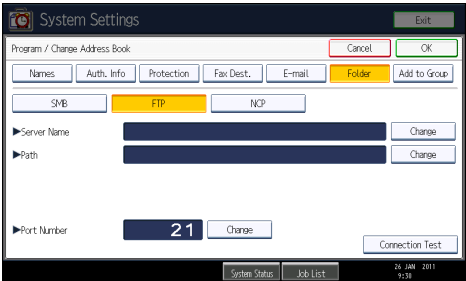 System Settings Exit
Program / Change Address Book Cancel OK
Names Auth. Info Protection Fax Dest. E-mail Folder Add to Group
SMB FTP NCP
▶Server Name Change
▶Path Change
▶Port Number 21 Change
Connection Test
System Status Job List 26 JAN 2011
9:38